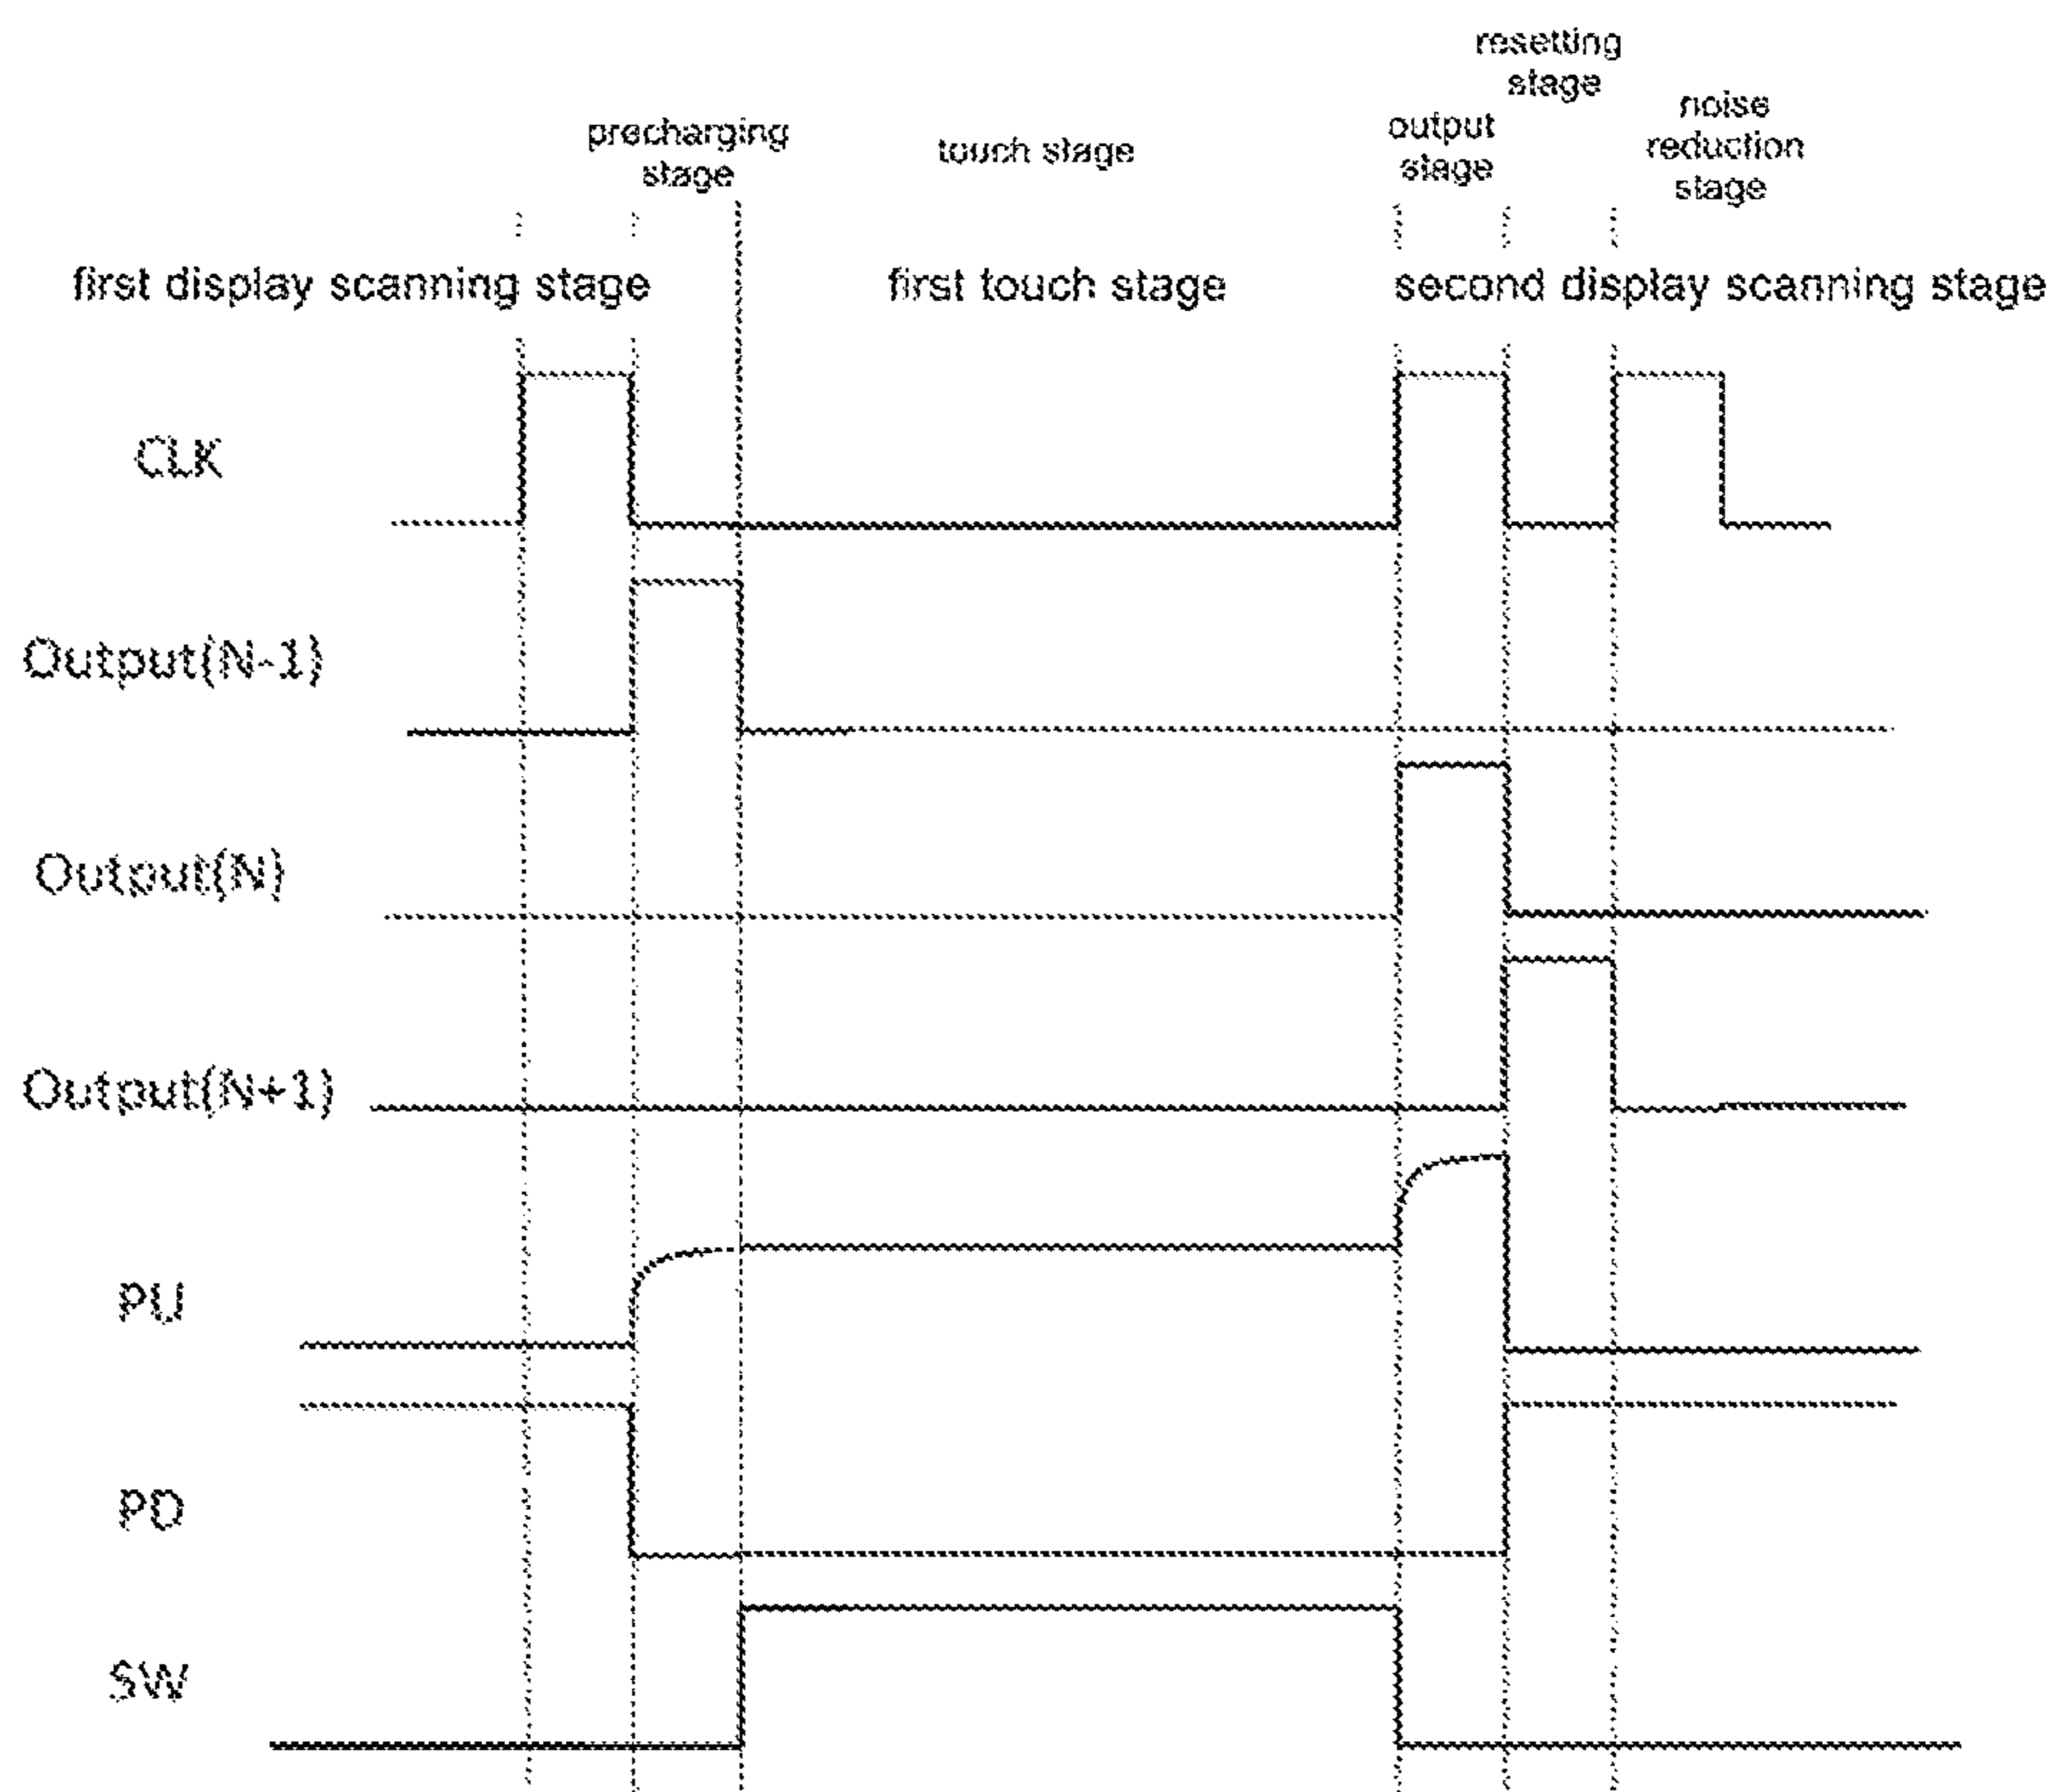 resetting
stage
precharging
stage
touch stage
output
stage
noise
reduction
stage
first display scanning stage
first touch stage
second display scanning stage
CLK
Output(N-1)
Output(N)
Output(N+1)
PU
PD
SW